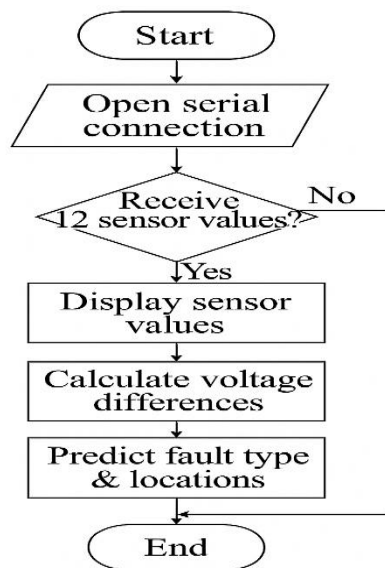 Start
Open serial
connection
Receive
12 sensor values?
No
Yes
Display sensor
values
Calculate voltage
differences
Predict fault type
& locations
End